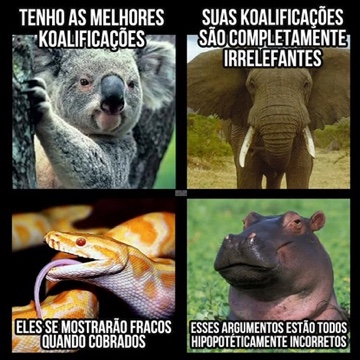 TENHO AS MELHORES
KOALIFICAÇÕES
SUAS KOALIFICAÇÕES
SÃO COMPLETAMENTE
IRRELEFANTES
ELES SE MOSTRARÃO FRACOS
QUANDO COBRADOS
ESSES ARGUMENTOS ESTÃO TODOS
HIPOPOTÉTICAMENTE INCORRETOS